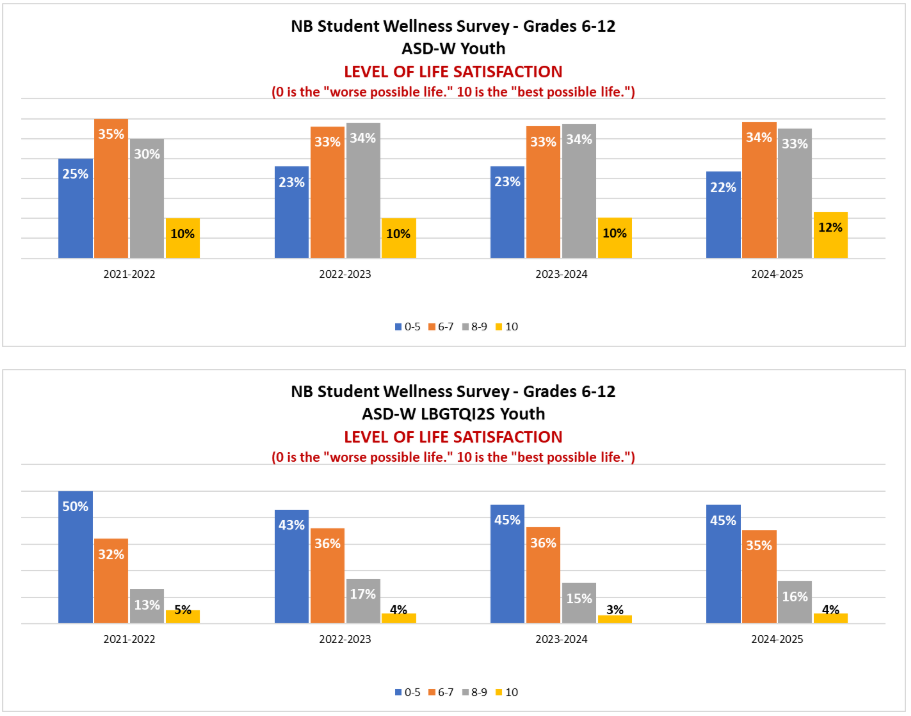 NB Student Wellness Survey - Grades 6-12
ASD-W Youth
LEVEL OF LIFE SATISFACTION
(0 is the "worse possible life." 10 is the "best possible life.")
25% 35% 30% 10% 23% 33% 34% 10% 23% 33% 34% 10% 22% 34% 33% 12%
2021-2022 2022-2023 2023-2024 2024-2025
0-5 6-7 8-9 10
NB Student Wellness Survey - Grades 6-12
ASD-W LBGTQI2S Youth
LEVEL OF LIFE SATISFACTION
(0 is the "worse possible life." 10 is the "best possible life.")
50% 32% 13% 5% 43% 36% 17% 4% 45% 36% 15% 3% 45% 35% 16% 4%
2021-2022 2022-2023 2023-2024 2024-2025
0-5 6-7 8-9 10